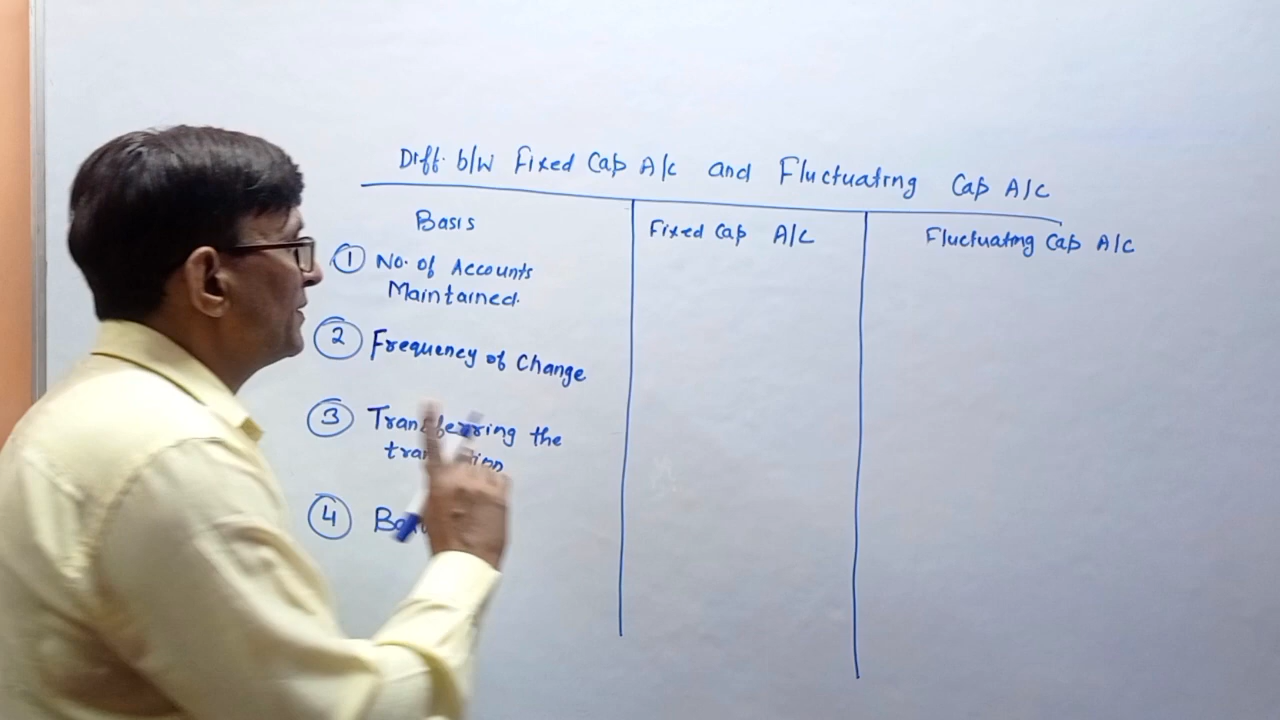 Diff. b/w Fixed Cap A/c and Fluctuating Cap A/c
Basis
Fixed Cap A/c
Fluctuating Cap A/c
1 No. of Accounts
Maintained.
2 Frequency of Change
3 Transferring the
4